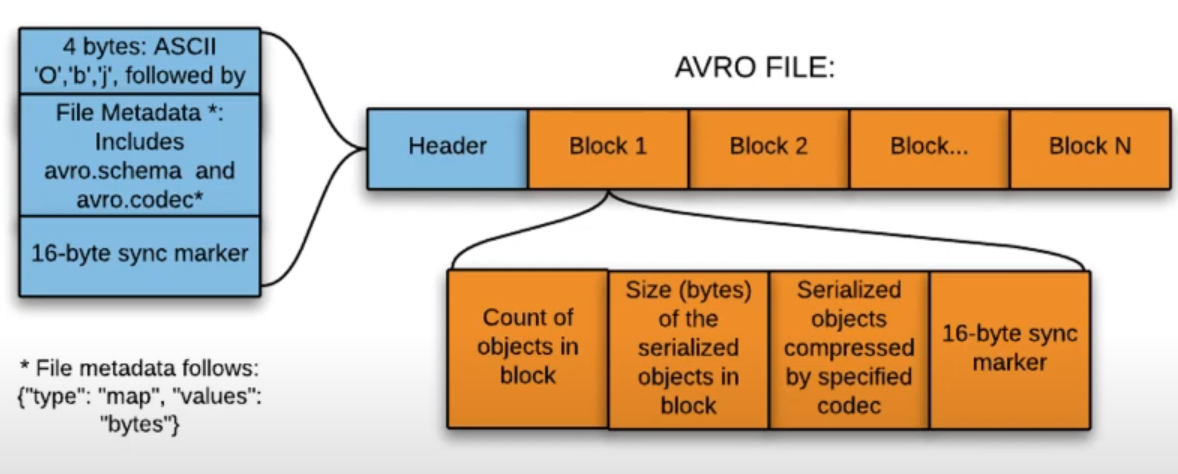 4 bytes: ASCII
'O','b','j', followed by
File Metadata *:
Includes
avro.schema and
avro.codec*
16-byte sync marker
* File metadata follows:
{"type": "map", "values":
"bytes"}
AVRO FILE:
Header
Block 1
Block 2
Block...
Block N
Count of
objects in
block
Size (bytes)
of the
serialized
objects in
block
Serialized
objects
compressed
by specified
codec
16-byte sync
marker